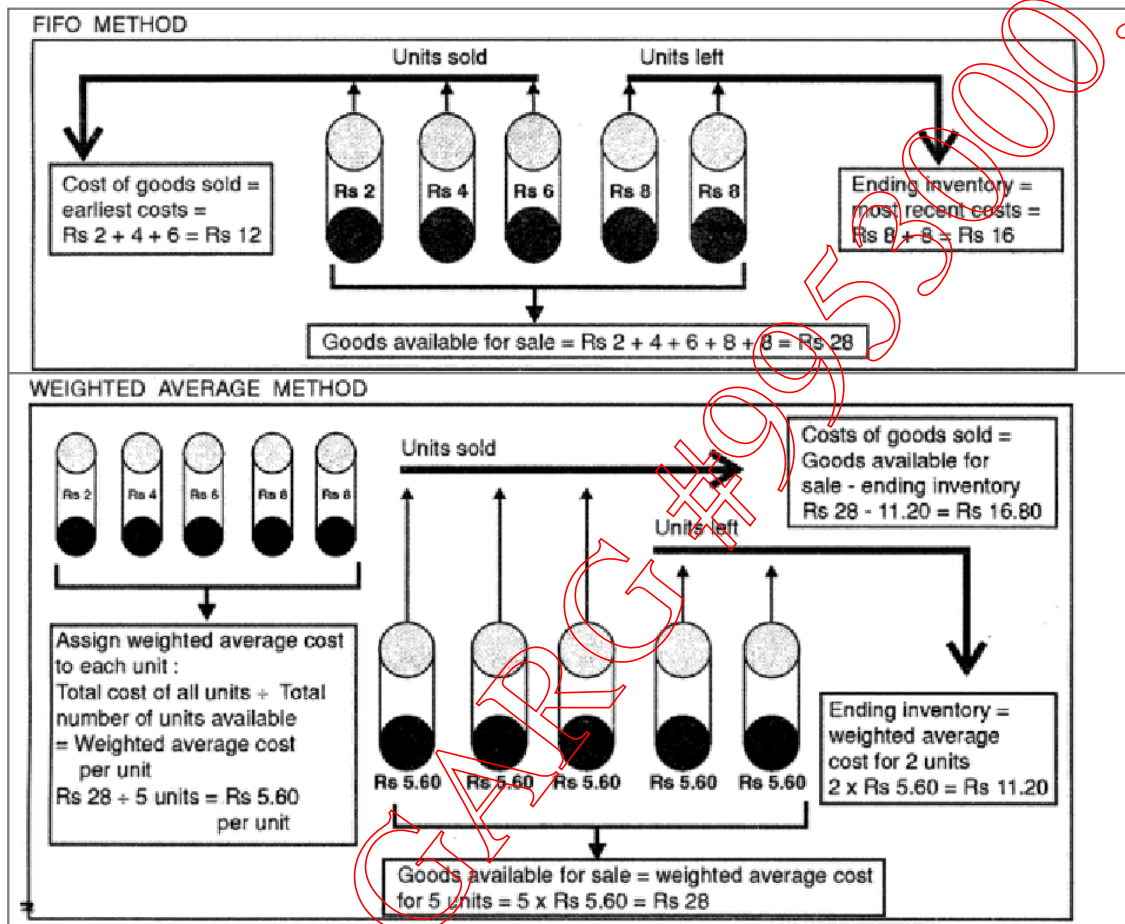 FIFO METHOD
Units sold
Units left
Rs 2
Rs 4
Rs 6
Rs 8
Rs 8
Cost of goods sold =
earliest costs =
Rs 2 + 4 + 6 = Rs 12
Ending inventory =
most recent costs =
Rs 8 + 8 = Rs 16
Goods available for sale = Rs 2 + 4 + 6 + 8 + 8 = Rs 28
WEIGHTED AVERAGE METHOD
Rs 2
Rs 4
Rs 6
Rs 8
Rs 8
Units sold
Costs of goods sold =
Goods available for
sale - ending inventory
Rs 28 - 11.20 = Rs 16.80
Units left
Assign weighted average cost
to each unit :
Total cost of all units ÷ Total
number of units available
= Weighted average cost
per unit
Rs 28 ÷ 5 units = Rs 5.60
per unit
Rs 5.60
Rs 5.60
Rs 5.60
Rs 5.60
Rs 5.60
Ending inventory =
weighted average
cost for 2 units
2 x Rs 5.60 = Rs 11.20
Goods available for sale = weighted average cost
for 5 units = 5 x Rs 5.60 = Rs 28
GARG #9953000.